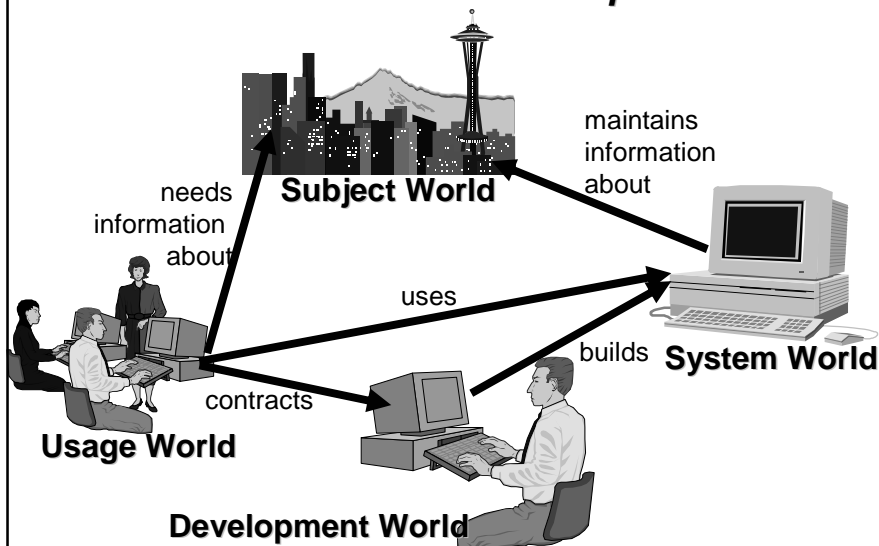 maintains
information
about
Subject World
needs
information
about
uses
builds
System World
contracts
Usage World
Development World